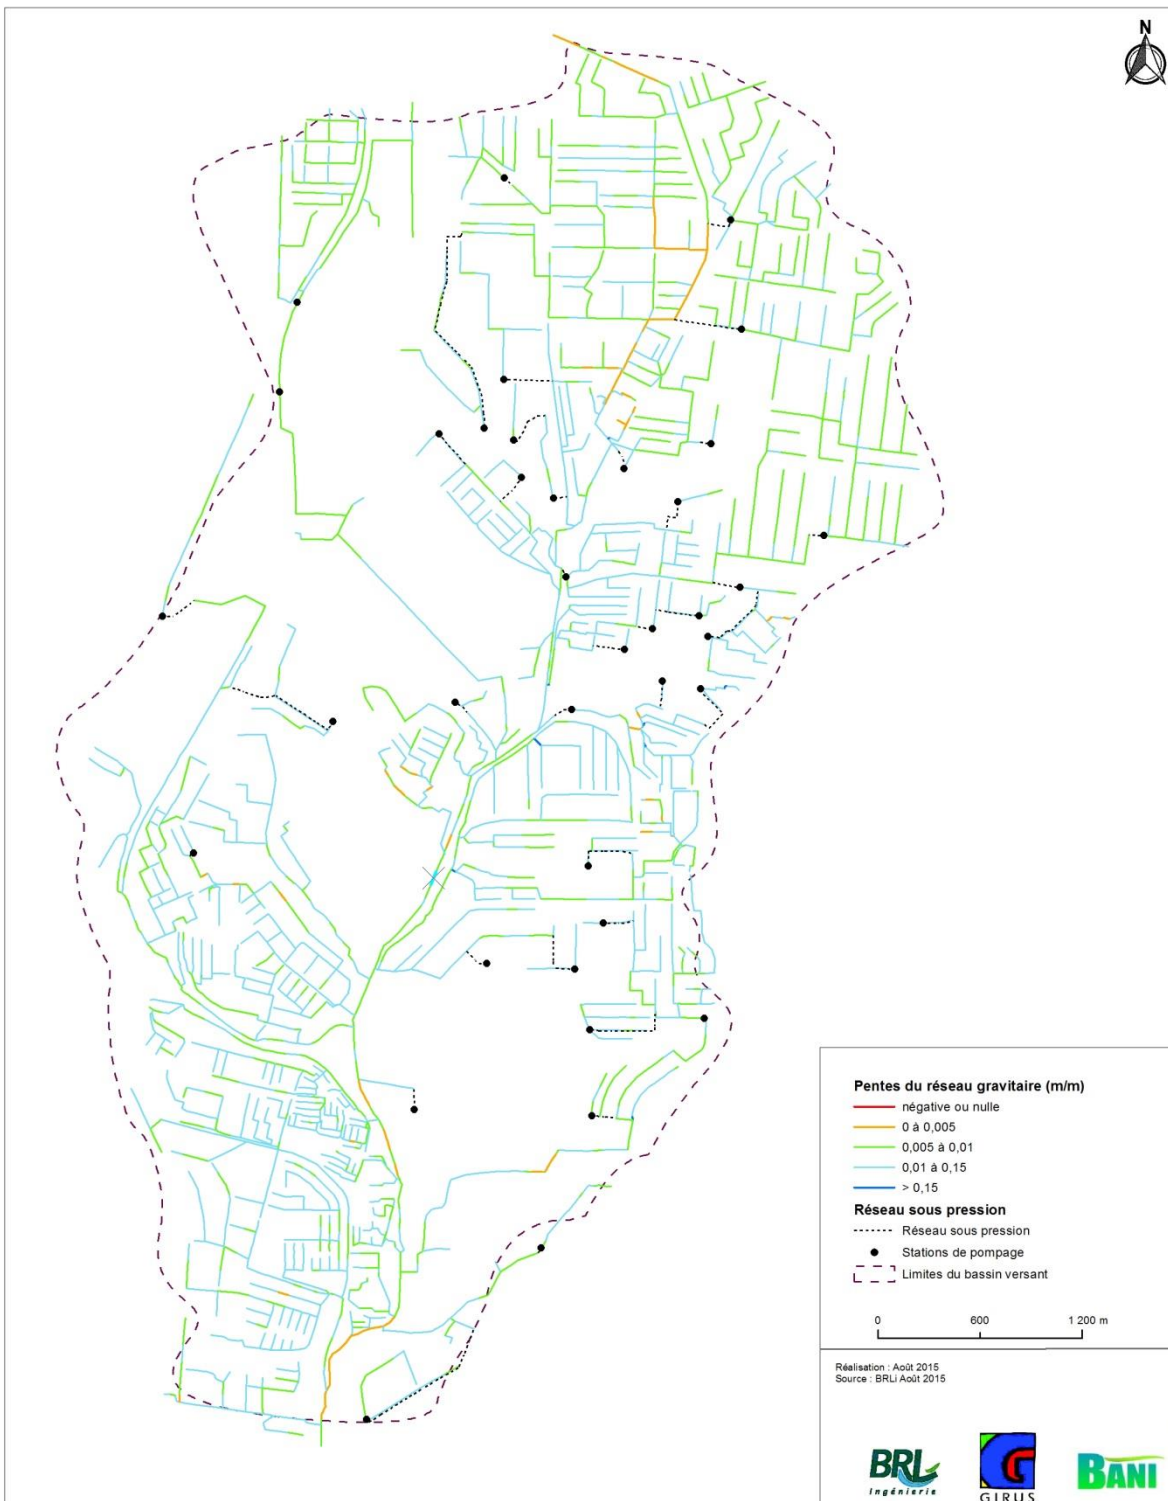 N
Pentes du réseau gravitaire (m/m)
négative ou nulle
0 à 0,005
0,005 à 0,01
0,01 à 0,15
> 0,15
Réseau sous pression
Réseau sous pression
Stations de pompage
Limites du bassin versant
0 600 1 200 m
Réalisation : Août 2015
Source : BRLi Août 2015
BRL
Ingénierie
GIRUS
BANI